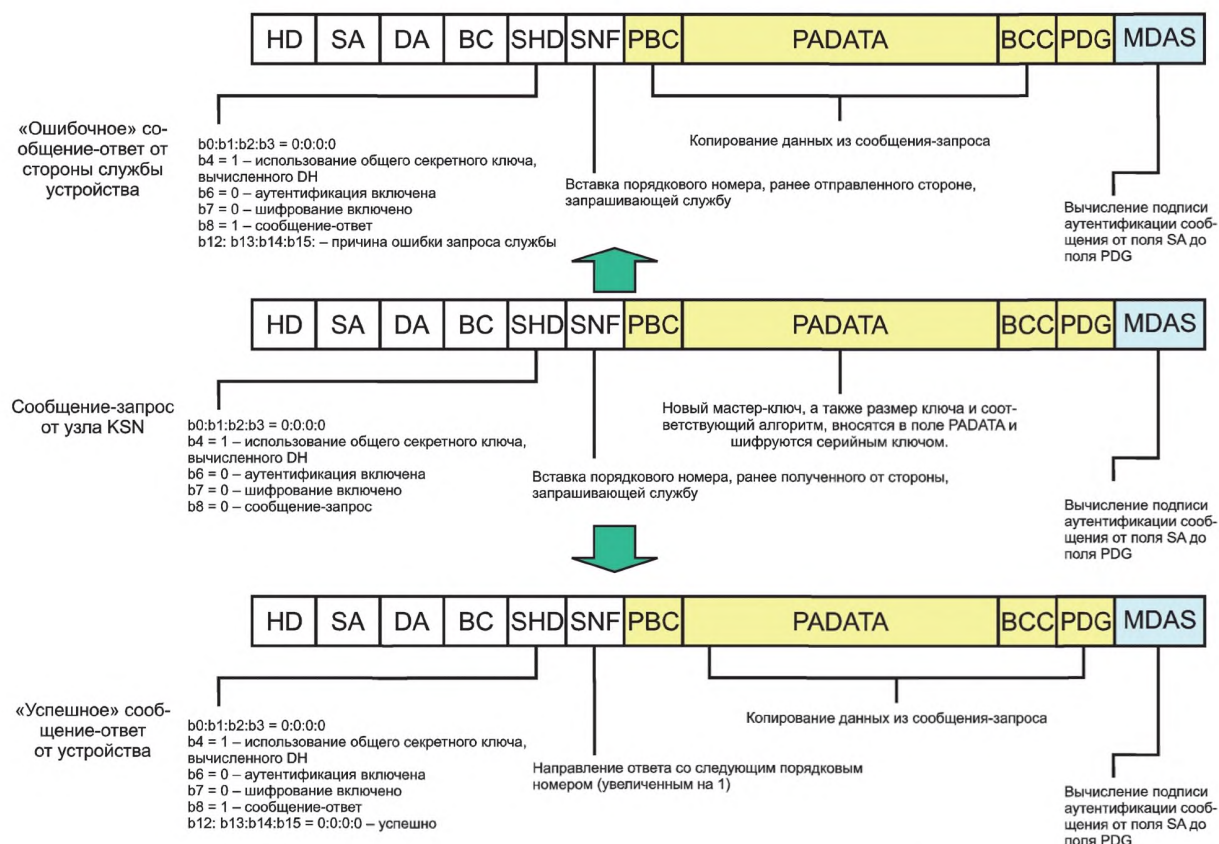 HD SA DA BC SHD SNF PBC PADATA BCC PDG MDAS
«Ошибочное» со-
общение-ответ от
стороны службы
устройства
b0:b1:b2:b3 = 0:0:0:0
b4 = 1 – использование общего секретного ключа,
вычисленного DH
b6 = 0 – аутентификация включена
b7 = 0 – шифрование включено
b8 = 1 – сообщение-ответ
b12: b13:b14:b15: – причина ошибки запроса службы
Вставка порядкового номера, ранее отправленного стороне,
запрашивающей службу
Копирование данных из сообщения-запроса
Вычисление подписи
аутентификации сооб-
щения от поля SA до
поля PDG
HD SA DA BC SHD SNF PBC PADATA BCC PDG MDAS
Сообщение-запрос
от узла KSN
b0:b1:b2:b3 = 0:0:0:0
b4 = 1 – использование общего секретного ключа,
вычисленного DH
b6 = 0 – аутентификация включена
b7 = 0 – шифрование включено
b8 = 0 – сообщение-запрос
Вставка порядкового номера, ранее полученного от стороны,
запрашивающей службу
Новый мастер-ключ, а также размер ключа и соот-
ветствующий алгоритм, вносятся в поле PADATA и
шифруются серийным ключом.
Вычисление подписи
аутентификации сооб-
щения от поля SA до
поля PDG
HD SA DA BC SHD SNF PBC PADATA BCC PDG MDAS
«Успешное» сооб-
щение-ответ
от устройства
b0:b1:b2:b3 = 0:0:0:0
b4 = 1 – использование общего секретного ключа,
вычисленного DH
b6 = 0 – аутентификация включена
b7 = 0 – шифрование включено
b8 = 1 – сообщение-ответ
b12: b13:b14:b15 = 0:0:0:0 – успешно
Направление ответа со следующим порядковым
номером (увеличенным на 1)
Копирование данных из сообщения-запроса
Вычисление подписи
аутентификации сооб-
щения от поля SA до
поля PDG